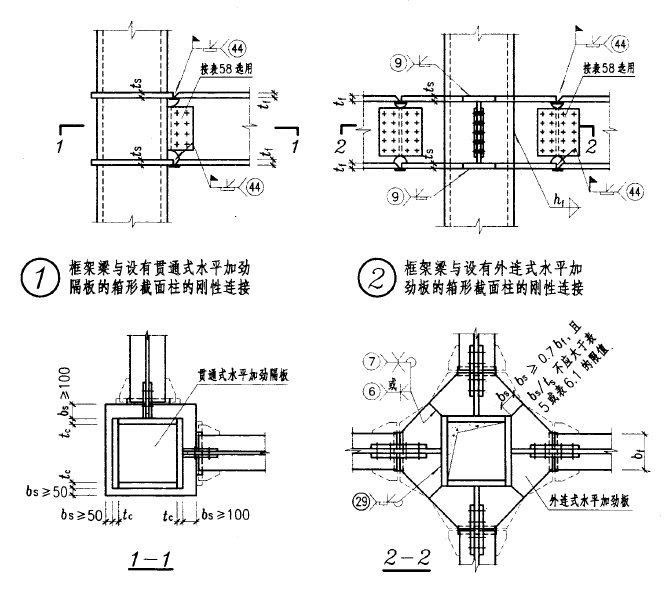 44
按表58选用
ts
t1
1
1
ts
t1
44
9
44
ts
按表58选用
t1
t1
2
2
ts
9
44
h1
1
框架梁与设有贯通式水平加劲
隔板的箱形截面柱的刚性连接
2
框架梁与设有外连式水平加
劲板的箱形截面柱的刚性连接
bs≥100
tc
贯通式水平加劲隔板
tc
bs≥50
bs≥50
tc
tc
bs≥100
1-1
7
或
6
bs
bs≥0.7b1,且
bs/ts不应大于表
5或表6.1的限值
b1
29
外连式水平加劲板
2-2